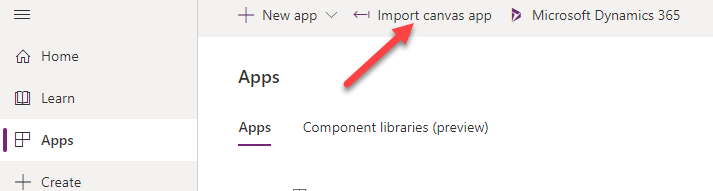 New app
Import canvas app
Microsoft Dynamics 365
Home
Learn
Apps
Create
Apps
Apps
Component libraries (preview)